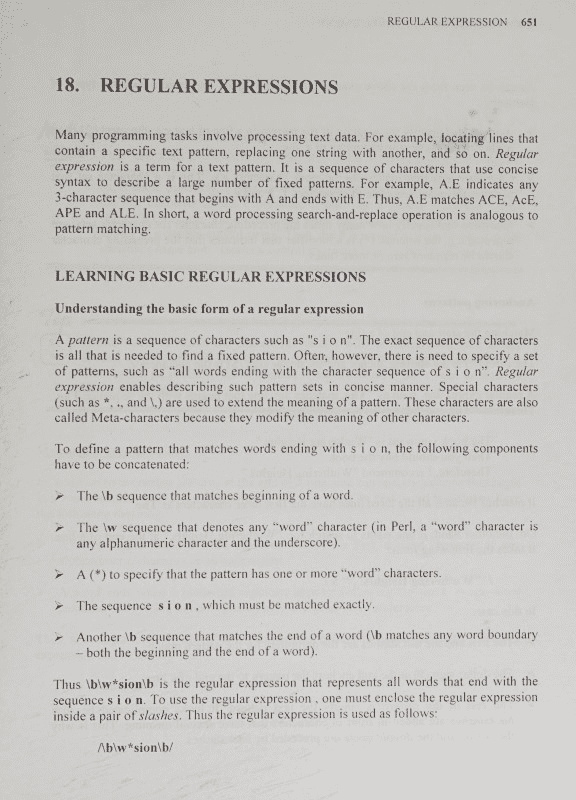 REGULAR EXPRESSION 651
18. REGULAR EXPRESSIONS
Many programming tasks involve processing text data. For example, locating lines that
contain a specific text pattern, replacing one string with another, and so on. Regular
expression is a term for a text pattern. It is a sequence of characters that use concise
syntax to describe a large number of fixed patterns. For example, A.E indicates any
3-character sequence that begins with A and ends with E. Thus, A.E matches ACE, AcE,
APE and ALE. In short, a word processing search-and-replace operation is analogous to
pattern matching.
LEARNING BASIC REGULAR EXPRESSIONS
Understanding the basic form of a regular expression
A pattern is a sequence of characters such as "s i o n". The exact sequence of characters
is all that is needed to find a fixed pattern. Often, however, there is need to specify a set
of patterns, such as “all words ending with the character sequence of s i o n”. Regular
expression enables describing such pattern sets in concise manner. Special characters
(such as *, ., and \,) are used to extend the meaning of a pattern. These characters are also
called Meta-characters because they modify the meaning of other characters.
To define a pattern that matches words ending with s i o n, the following components
have to be concatenated:
➢ The \b sequence that matches beginning of a word.
➢ The \w sequence that denotes any “word” character (in Perl, a “word” character is
any alphanumeric character and the underscore).
➢ A (*) to specify that the pattern has one or more “word” characters.
➢ The sequence s i o n , which must be matched exactly.
➢ Another \b sequence that matches the end of a word (\b matches any word boundary
– both the beginning and the end of a word).
Thus \b\w*sion\b is the regular expression that represents all words that end with the
sequence s i o n. To use the regular expression , one must enclose the regular expression
inside a pair of slashes. Thus the regular expression is used as follows:
/\b\w*sion\b/